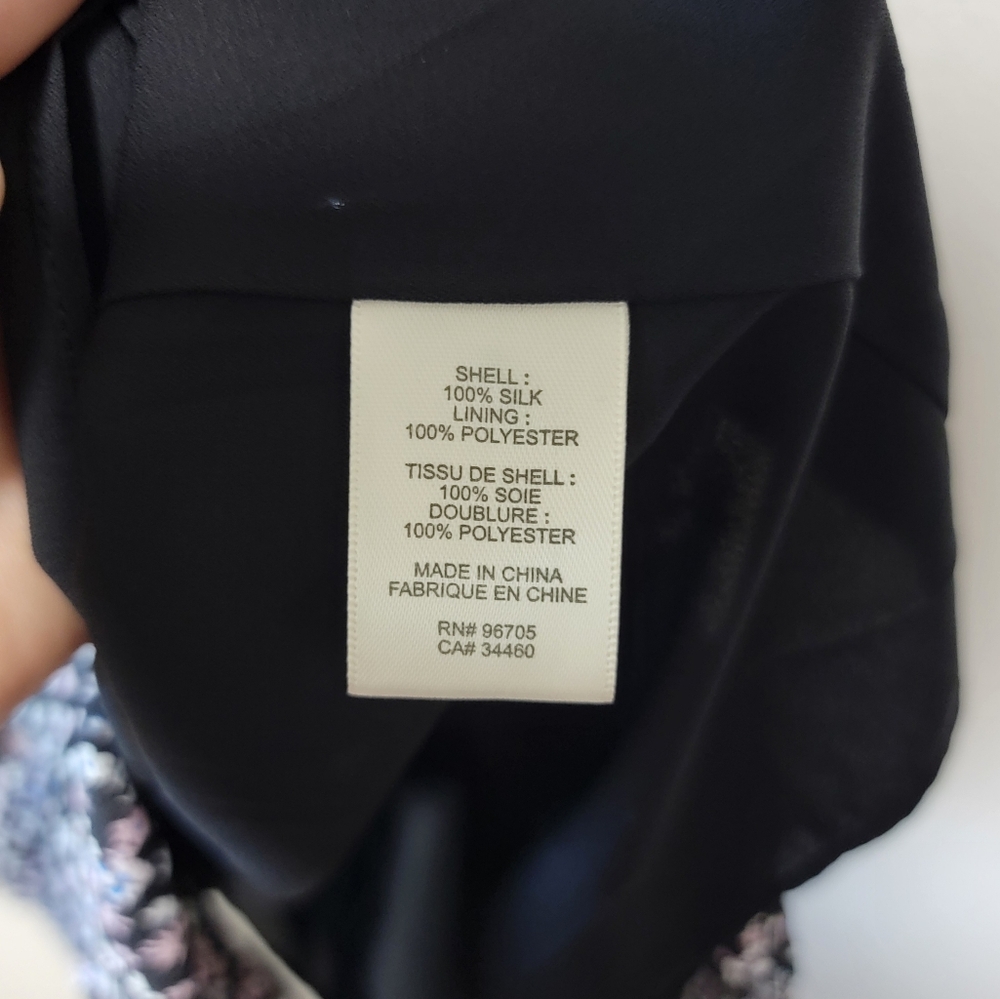 SHELL :
100% SILK
LINING :
100% POLYESTER
TISSU DE SHELL :
100% SOIE
DOUBLURE :
100% POLYESTER
MADE IN CHINA
FABRIQUE EN CHINE
RN# 96705
CA# 34460